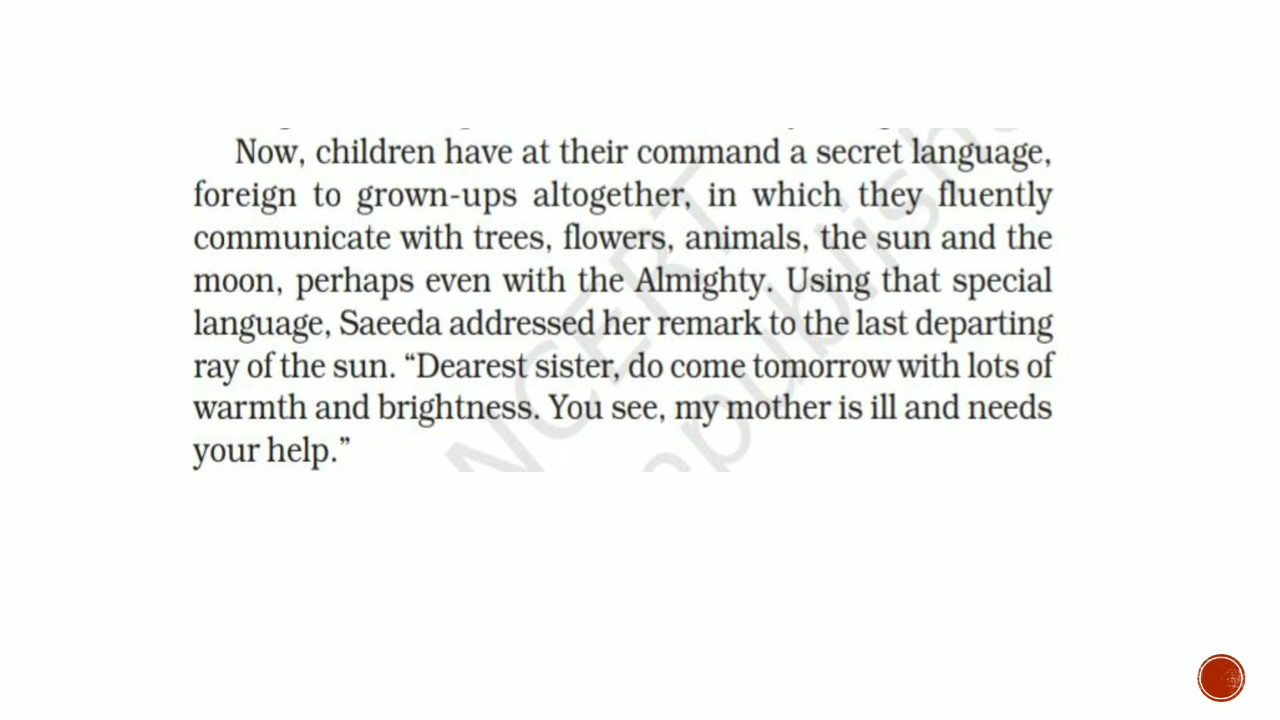 Now, children have at their command a secret language,
foreign to grown-ups altogether, in which they fluently
communicate with trees, flowers, animals, the sun and the
moon, perhaps even with the Almighty. Using that special
language, Saeeda addressed her remark to the last departing
ray of the sun. “Dearest sister, do come tomorrow with lots of
warmth and brightness. You see, my mother is ill and needs
your help.”
NCERT